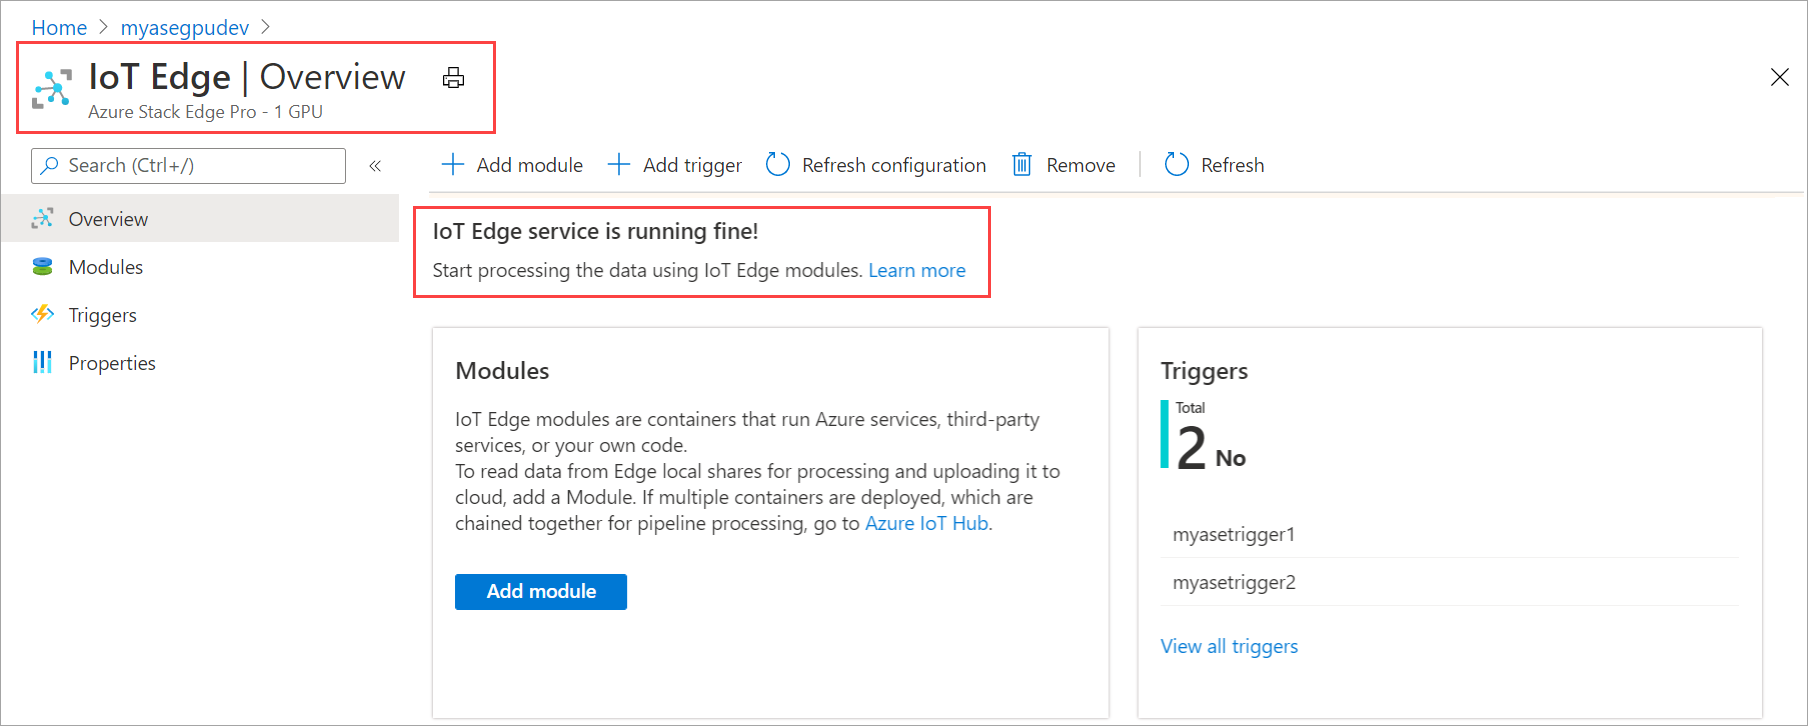 Home > myasegpudev >
IoT Edge | Overview
Azure Stack Edge Pro - 1 GPU
Search (Ctrl+/)
«
Add module
Add trigger
Refresh configuration
Remove
Refresh
Overview
Modules
Triggers
Properties
IoT Edge service is running fine!
Start processing the data using IoT Edge modules. Learn more
Modules
IoT Edge modules are containers that run Azure services, third-party
services, or your own code.
To read data from Edge local shares for processing and uploading it to
cloud, add a Module. If multiple containers are deployed, which are
chained together for pipeline processing, go to Azure IoT Hub.
Add module
Triggers
Total
2 No
myasetrigger1
myasetrigger2
View all triggers